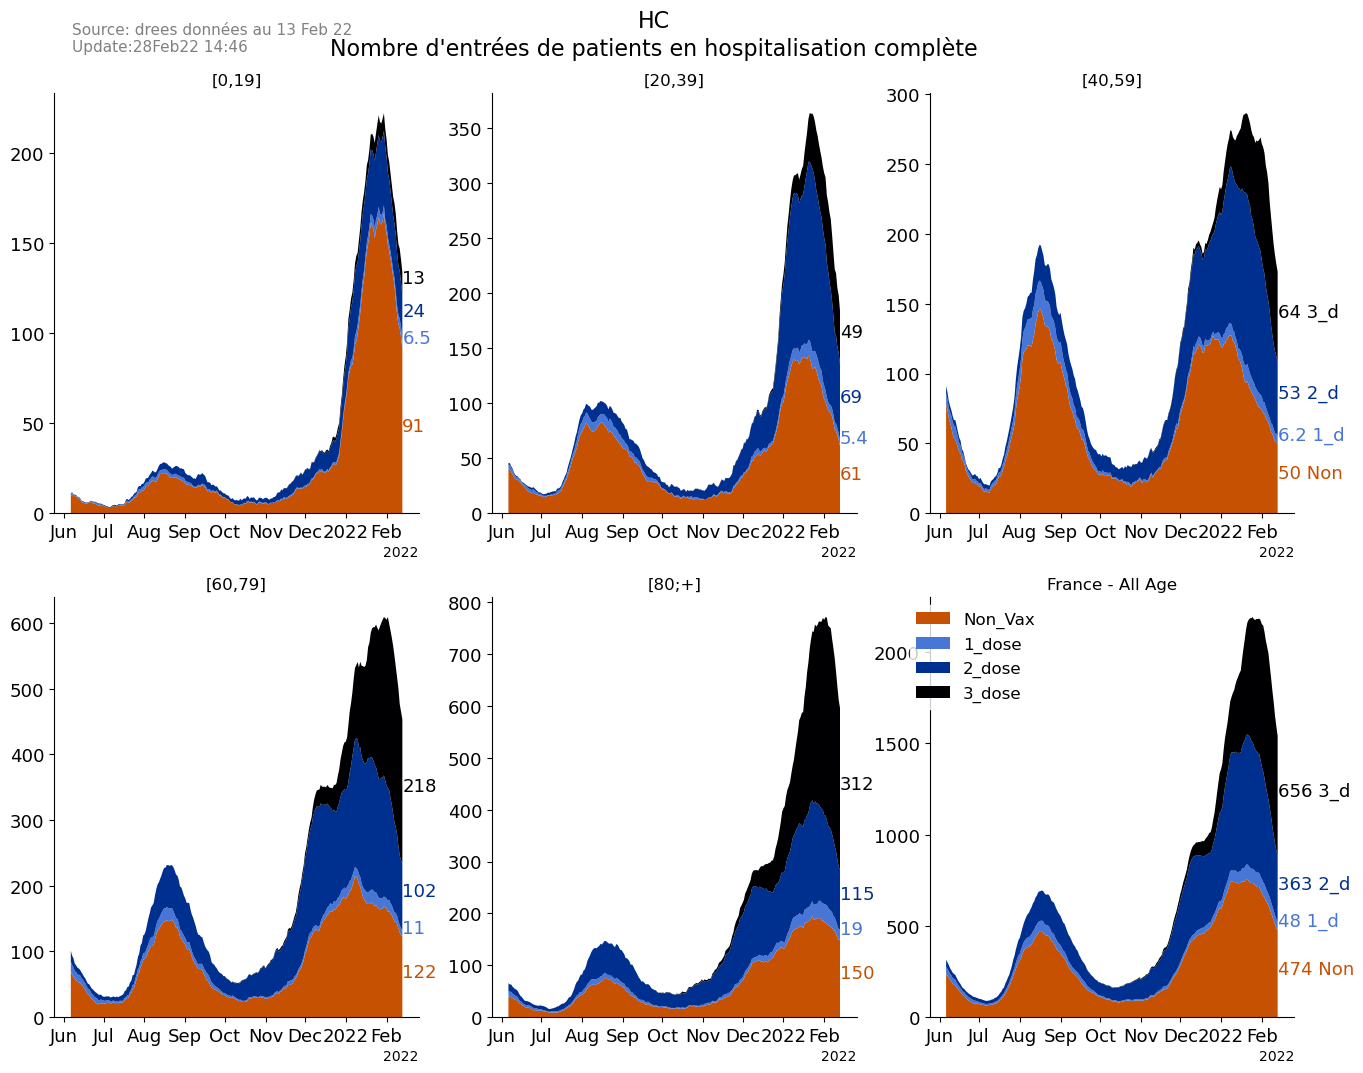 Source: drees données au 13 Feb 22
Update:28Feb22 14:46
HC
Nombre d'entrées de patients en hospitalisation complète
[0,19]
200
150
100
50
0
13
24
6.5
91
Jun Jul Aug Sep Oct Nov Dec 2022 Feb
2022
[20,39]
350
300
250
200
150
100
50
0
49
69
5.4
61
Jun Jul Aug Sep Oct Nov Dec 2022 Feb
2022
[40,59]
300
250
200
150
100
50
0
64 3_d
53 2_d
6.2 1_d
50 Non
Jun Jul Aug Sep Oct Nov Dec 2022 Feb
2022
[60,79]
600
500
400
300
200
100
0
218
102
11
122
Jun Jul Aug Sep Oct Nov Dec 2022 Feb
2022
[80;+]
800
700
600
500
400
300
200
100
0
312
115
19
150
Jun Jul Aug Sep Oct Nov Dec 2022 Feb
2022
France - All Age
Non_Vax
1_dose
2_dose
3_dose
2000
1500
1000
500
0
656 3_d
363 2_d
48 1_d
474 Non
Jun Jul Aug Sep Oct Nov Dec 2022 Feb
2022